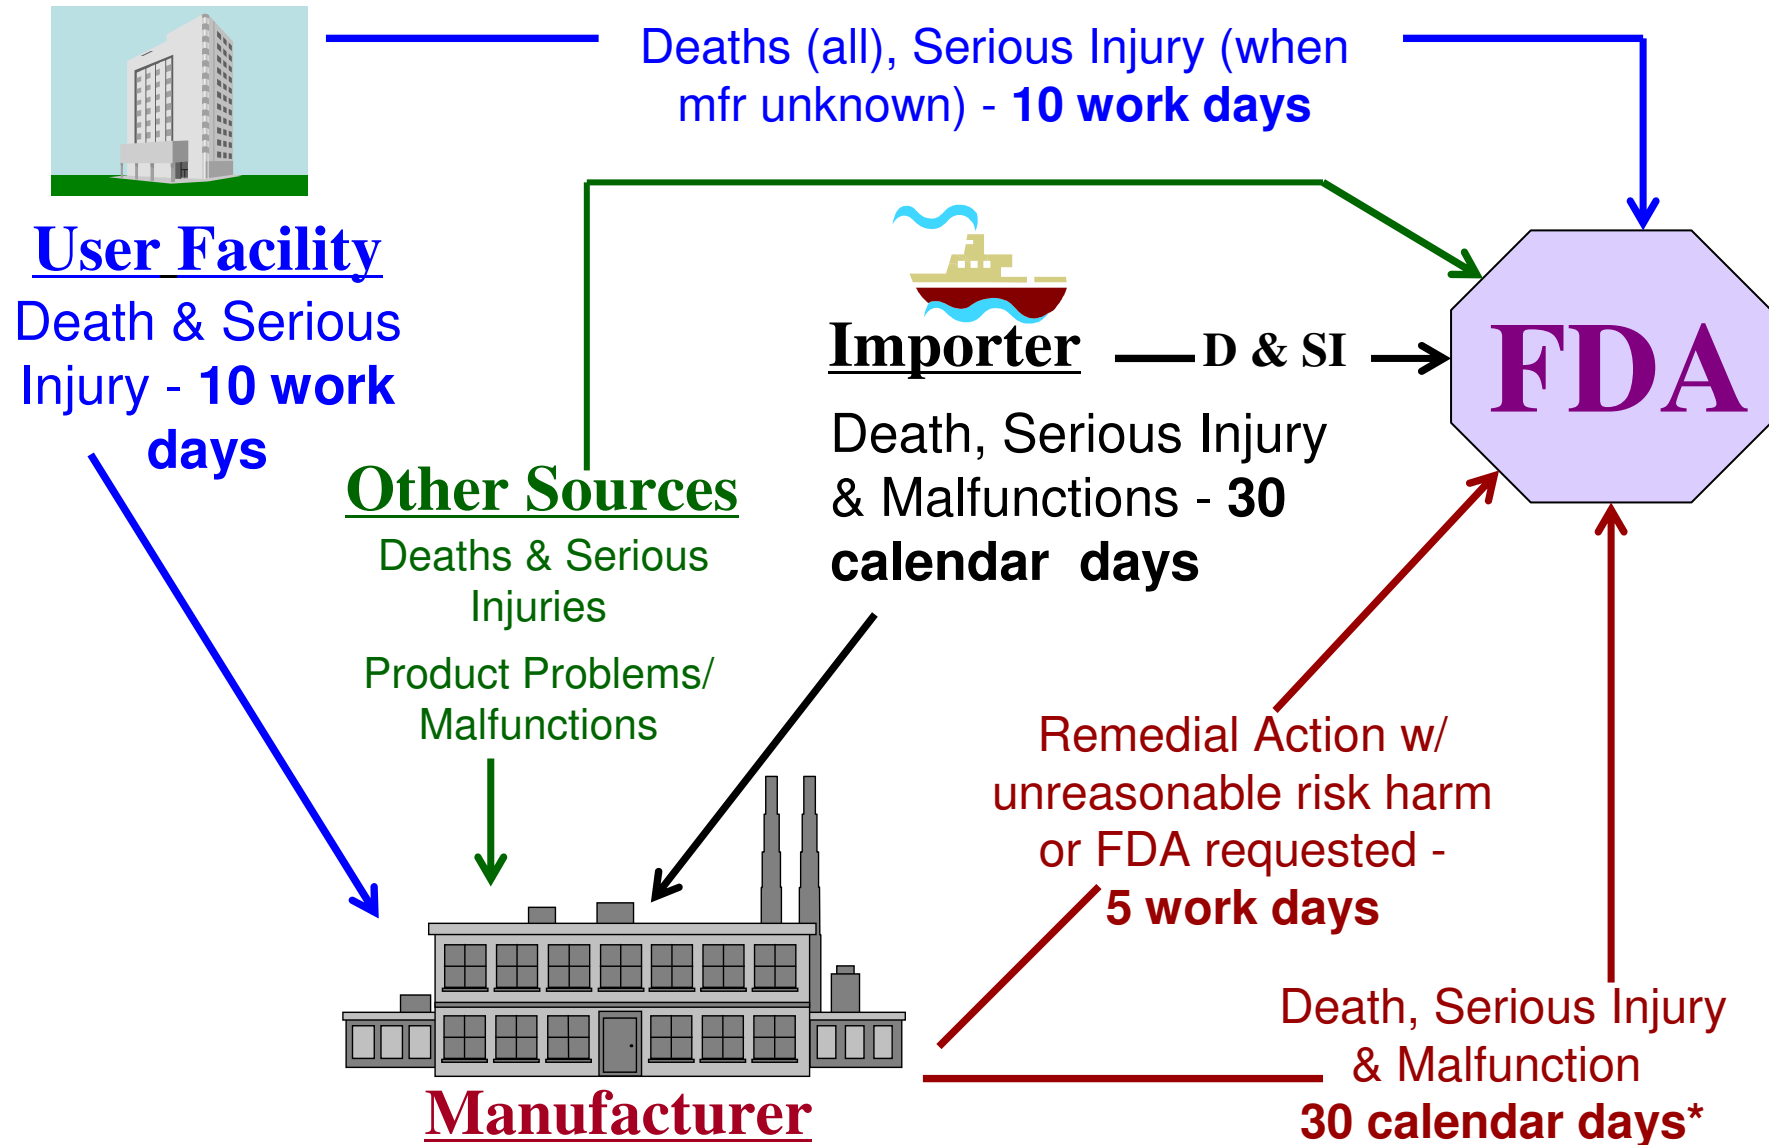 Deaths (all), Serious Injury (when
mfr unknown) - 10 work days
User Facility
Death & Serious
Injury - 10 work
days
Other Sources
Deaths & Serious
Injuries
Product Problems/
Malfunctions
Importer
D & SI
Death, Serious Injury
& Malfunctions - 30
calendar days
FDA
Remedial Action w/
unreasonable risk harm
or FDA requested -
5 work days
Death, Serious Injury
& Malfunction
30 calendar days*
Manufacturer